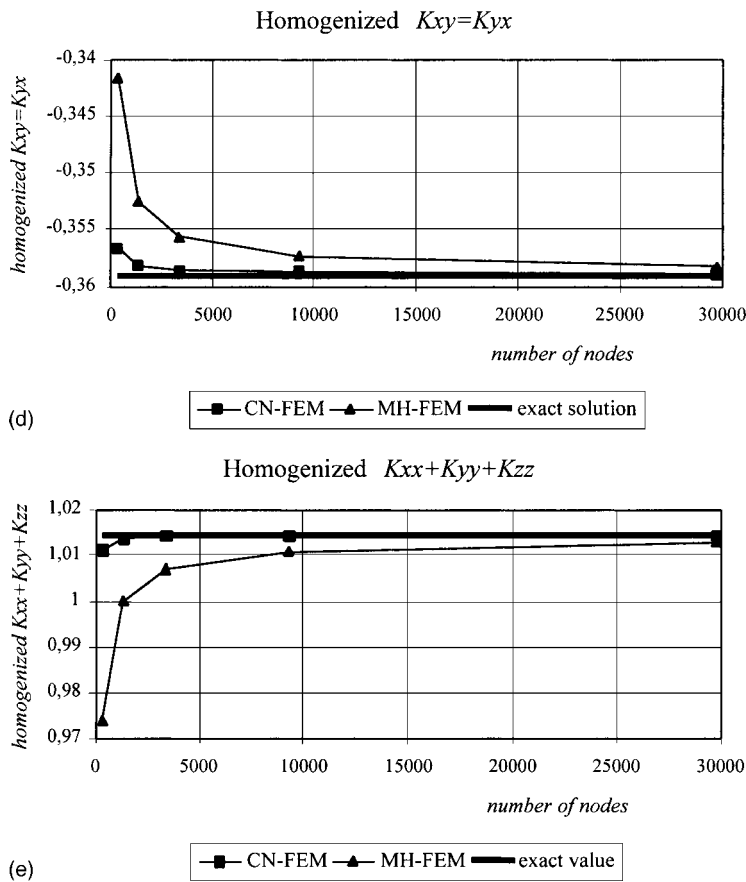 Homogenized Kxy=Kyx
homogenized Kxy=Kyx
-0,34
-0,345
-0,35
-0,355
-0,36
0 5000 10000 15000 20000 25000 30000
number of nodes
CN-FEM MH-FEM exact solution
(d)
Homogenized Kxx+Kyy+Kzz
homogenized Kxx+Kyy+Kzz
1,02
1,01
1
0,99
0,98
0,97
0 5000 10000 15000 20000 25000 30000
number of nodes
CN-FEM MH-FEM exact value
(e)